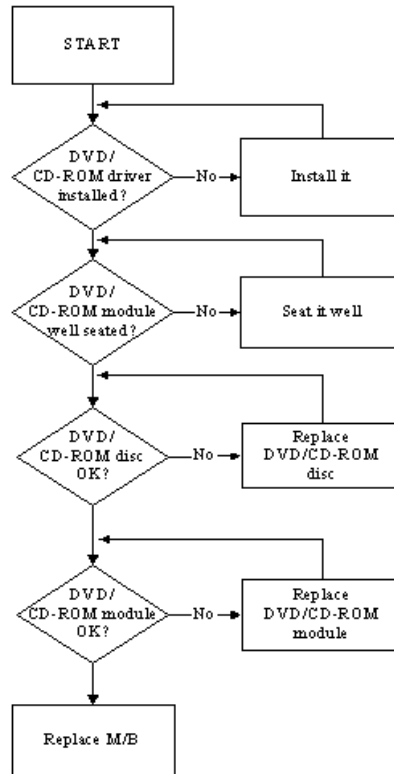 START
DVD/
CD-ROM driver
installed?
No
Install it
DVD/
CD-ROM module
well seated?
No
Seat it well
DVD/
CD-ROM disc
OK?
No
Replace
DVD/CD-ROM
disc
DVD/
CD-ROM module
OK?
No
Replace
DVD/CD-ROM
module
Replace M/B